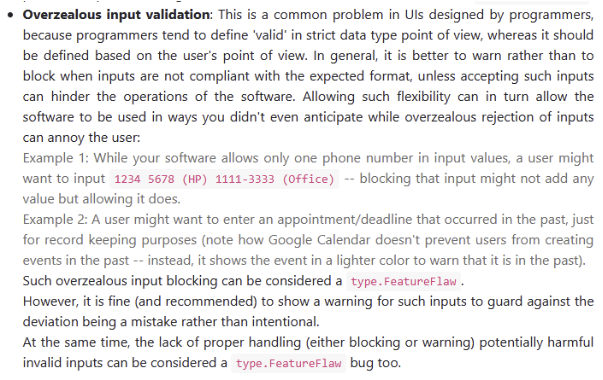 • Overzealous input validation: This is a common problem in UIs designed by programmers,
because programmers tend to define 'valid' in strict data type point of view, whereas it should
be defined based on the user's point of view. In general, it is better to warn rather than to
block when inputs are not compliant with the expected format, unless accepting such inputs
can hinder the operations of the software. Allowing such flexibility can in turn allow the
software to be used in ways you didn't even anticipate while overzealous rejection of inputs
can annoy the user:
Example 1: While your software allows only one phone number in input values, a user might
want to input 1234 5678 (HP) 1111-3333 (Office) -- blocking that input might not add any
value but allowing it does.
Example 2: A user might want to enter an appointment/deadline that occurred in the past, just
for record keeping purposes (note how Google Calendar doesn't prevent users from creating
events in the past -- instead, it shows the event in a lighter color to warn that it is in the past).
Such overzealous input blocking can be considered a type.FeatureFlaw.
However, it is fine (and recommended) to show a warning for such inputs to guard against the
deviation being a mistake rather than intentional.
At the same time, the lack of proper handling (either blocking or warning) potentially harmful
invalid inputs can be considered a type.FeatureFlaw bug too.